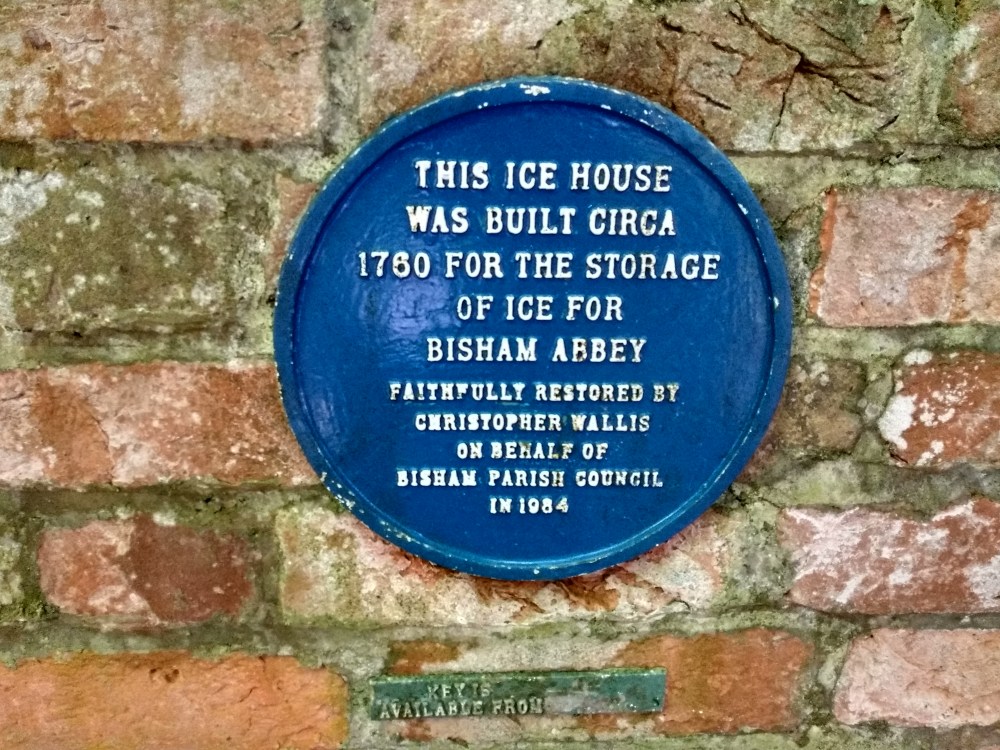 THIS ICE HOUSE
WAS BUILT CIRCA
1760 FOR THE STORAGE
OF ICE FOR
BISHAM ABBEY
FAITHFULLY RESTORED BY
CHRISTOPHER WALLIS
ON BEHALF OF
BISHAM PARISH COUNCIL
IN 1984
KEY IS
AVAILABLE FROM